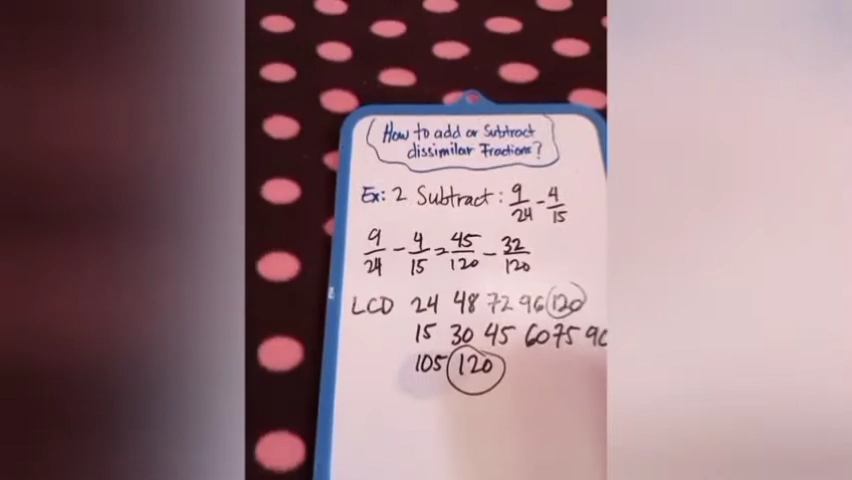 How to add or Subtract
dissimilar Fractions?
Ex: 2 Subtract: 9/24 - 4/15
9/24 - 4/15 = 45/120 - 32/120
LCD 24 48 72 96 120
15 30 45 60 75 90
105 120